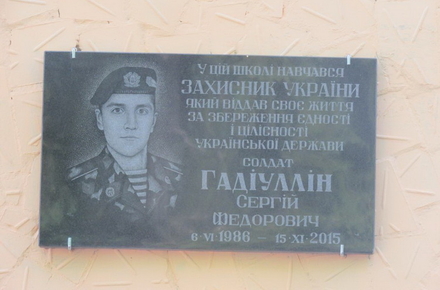 У ЦІЙ ШКОЛІ НАВЧАВСЯ
ЗАХИСНИК УКРАЇНИ
ЯКИЙ ВІДДАВ СВОЄ ЖИТТЯ
ЗА ЗБЕРЕЖЕННЯ ЄДНОСТІ
І ЦІЛІСНОСТІ
УКРАЇНСЬКОЇ ДЕРЖАВИ
СОЛДАТ
ГАДІУЛЛІН
СЕРГІЙ
ФЕДОРОВИЧ
6·VI·1986 – 15·XI·2015